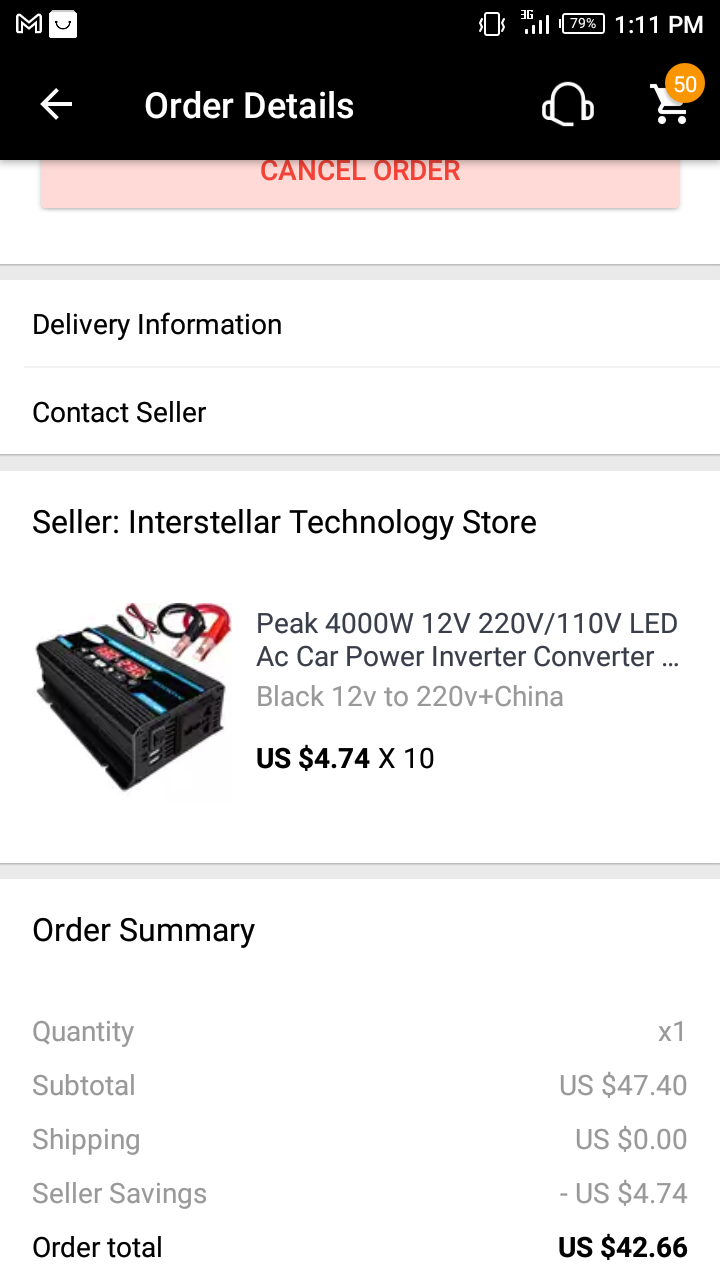 3G
79%
1:11 PM
Order Details
50
CANCEL ORDER
Delivery Information
Contact Seller
Seller: Interstellar Technology Store
Peak 4000W 12V 220V/110V LED
Ac Car Power Inverter Converter ...
Black 12v to 220v+China
US $4.74 X 10
Order Summary
Quantity x1
Subtotal US $47.40
Shipping US $0.00
Seller Savings - US $4.74
Order total US $42.66